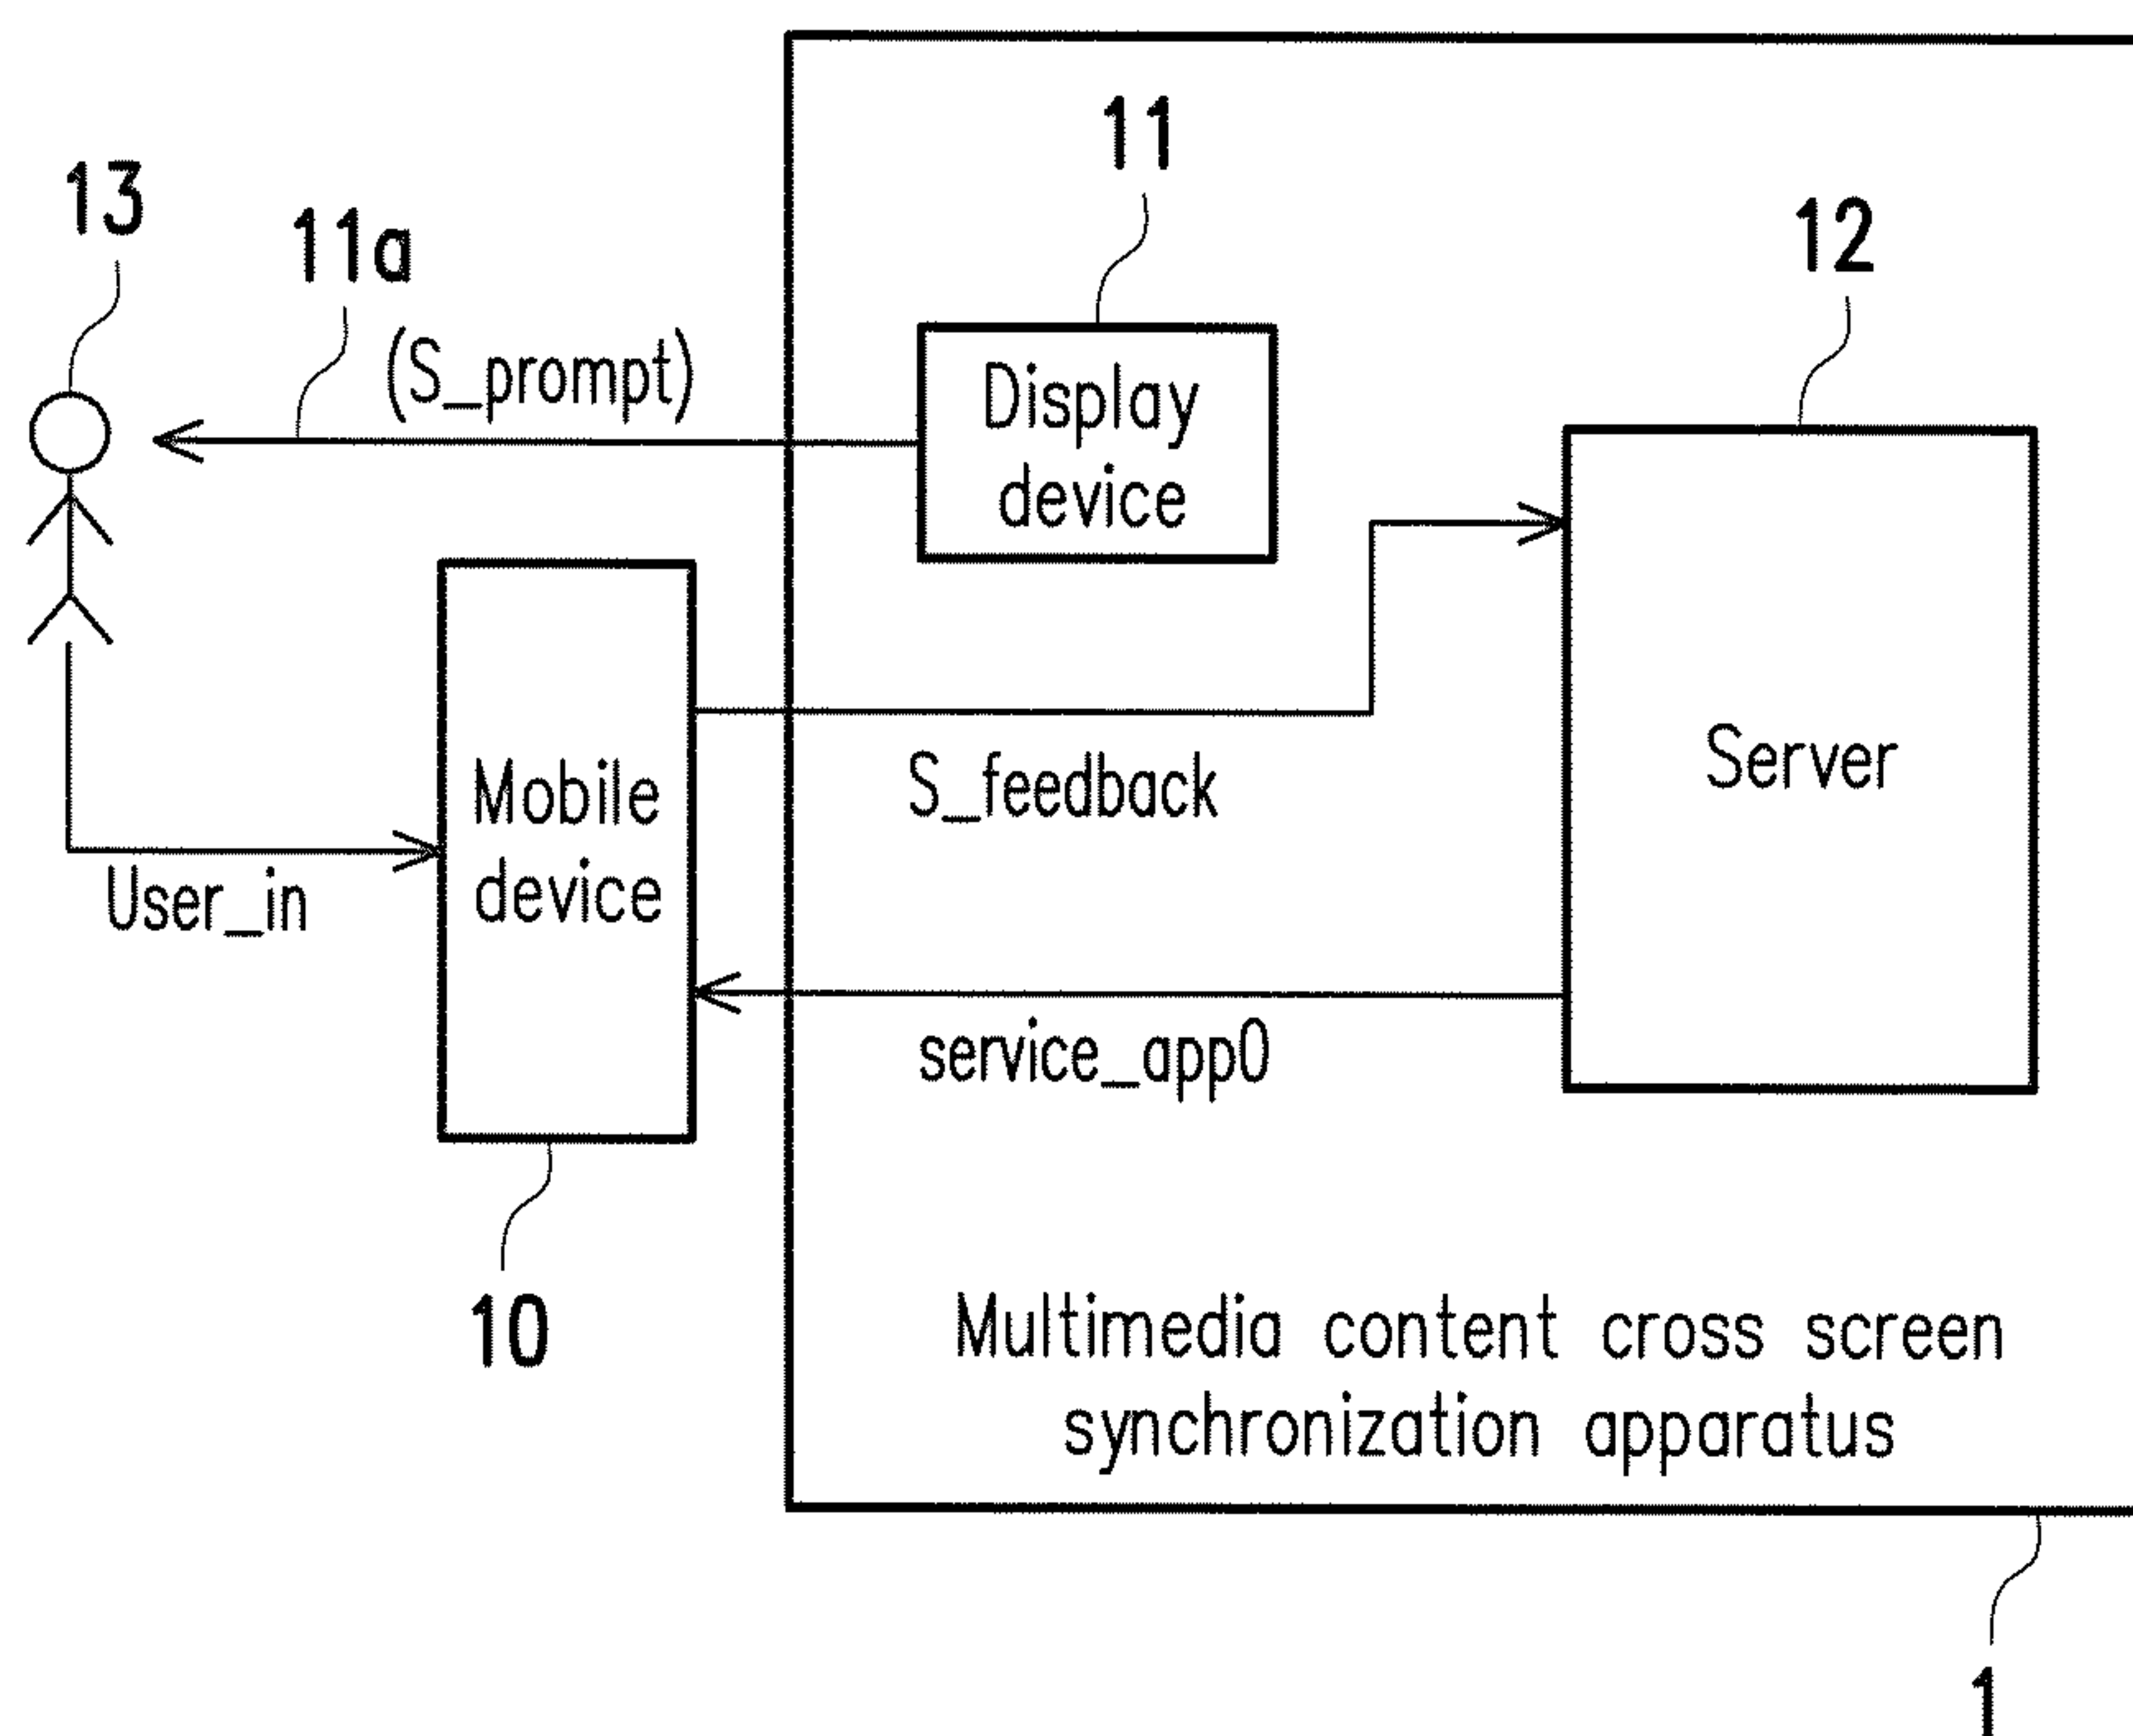 11
13
11a
12
(S_prompt)
Display
device
Server
Mobile
device
S_feedback
User_in
service_app0
10
Multimedia content cross screen
synchronization apparatus
1